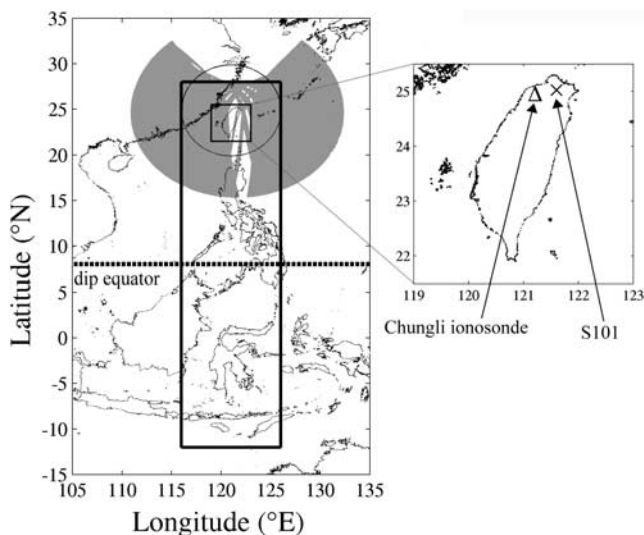 35
30
25
20
15
10
5
0
-5
-10
-15
Latitude (°N)
dip equator
105 110 115 120 125 130 135
Longitude (°E)
25
24
23
22
Δ ×
119 120 121 122 123
Chungli ionosonde
S101